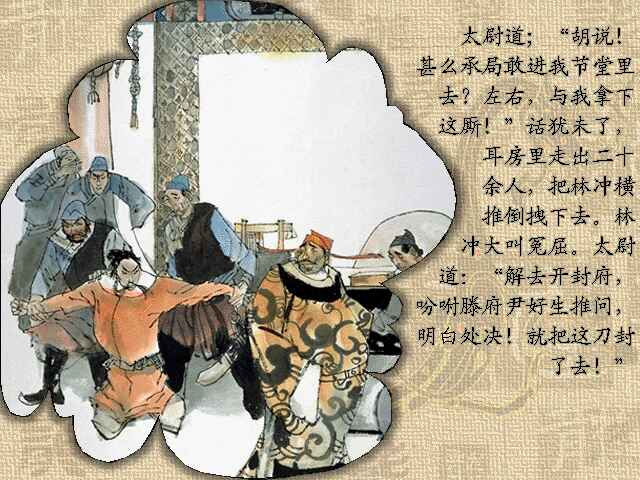 太尉道；“胡说！
甚么承局敢进我节堂里
去？左右，与我拿下
这厮！”话犹未了，
耳房里走出二十
余人，把林冲横
推倒拽下去。林
冲大叫冤屈。太尉
道：“解去开封府，
吩咐滕府尹好生推问，
明白处决！就把这刀封
了去！”